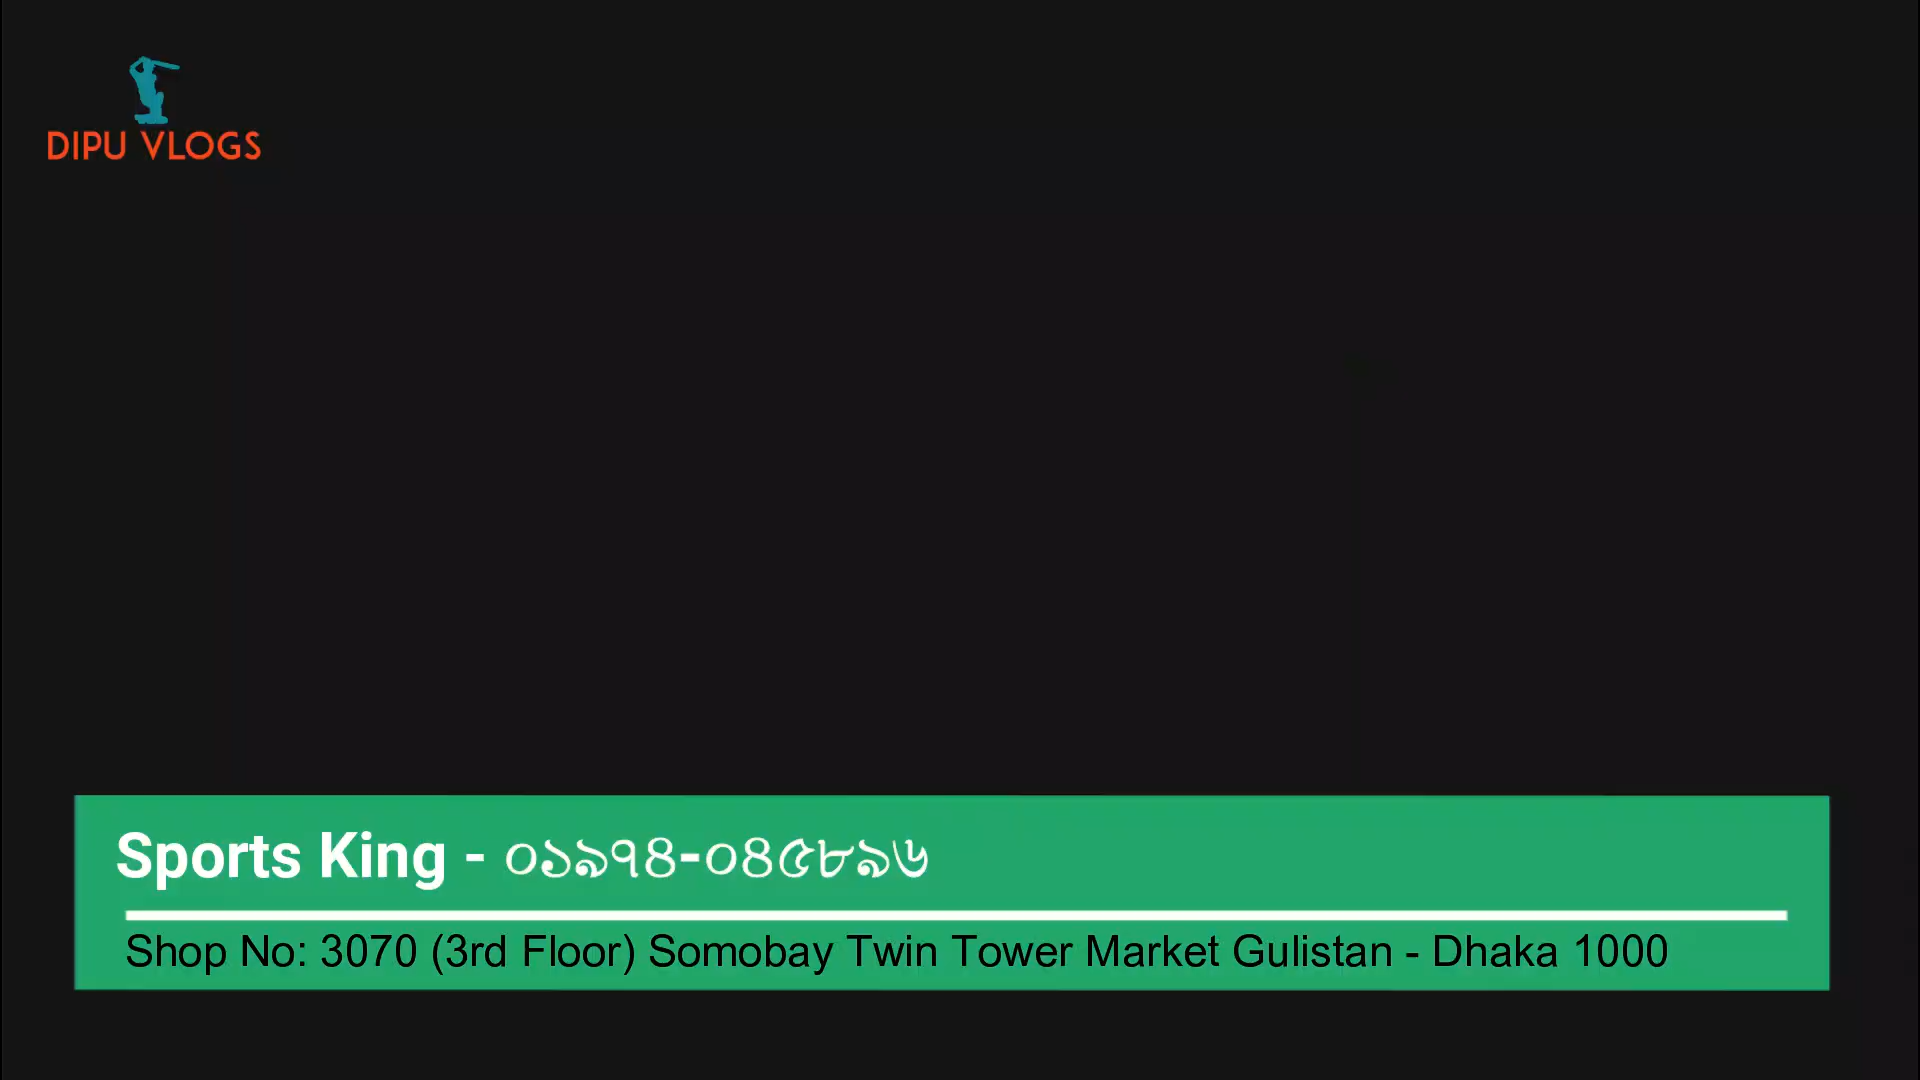 DIPU VLOGS
Sports King - ০১৯৭৪-০৪৫৮৯৬
Shop No: 3070 (3rd Floor) Somobay Twin Tower Market Gulistan - Dhaka 1000